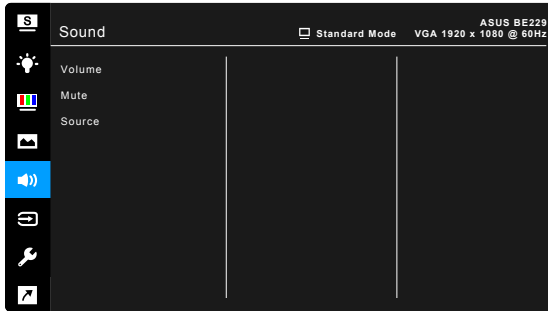 S
Sound
Standard Mode
ASUS BE229
VGA 1920 x 1080 @ 60Hz
Volume
Mute
Source